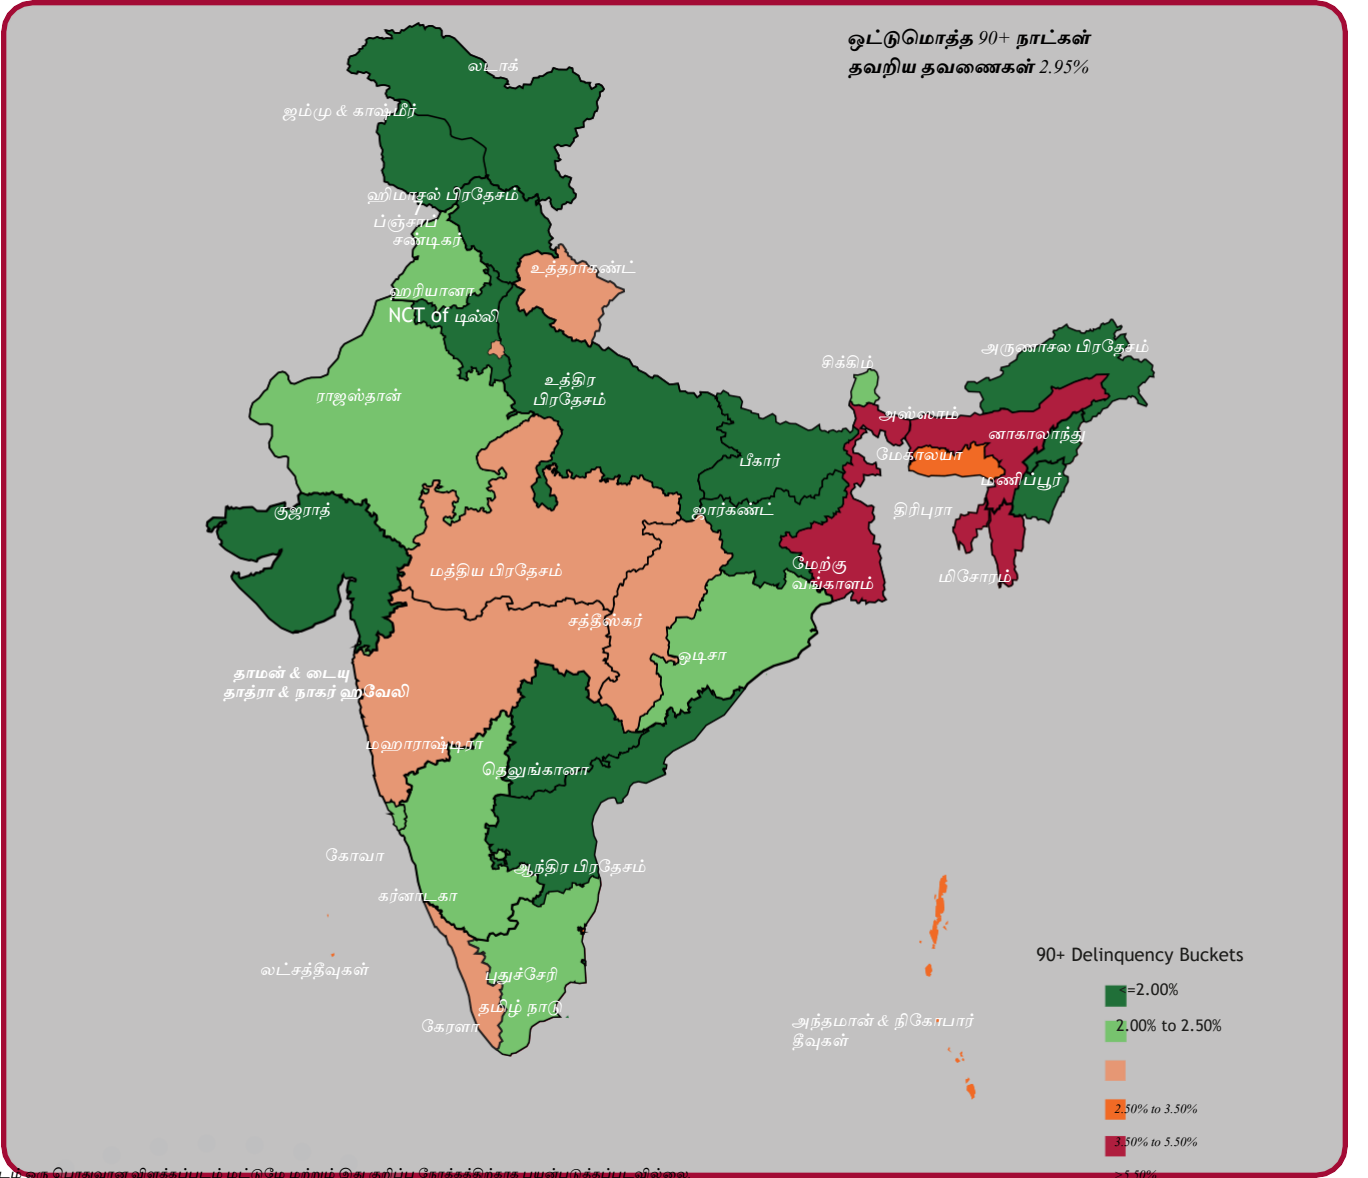 ஒட்டுமொத்த 90+ நாட்கள்
தவறிய தவணைகள் 2.95%
லடாக்
ஜம்மு & காஷ்மீர்
ஹிமாசல் பிரதேசம்
7
ப்ஞ்சாப்
சண்டிகர்
உத்தராகண்ட்
ஹரியானா
NCT of டில்லி
அருணாசல பிரதேசம்
சிக்கிம்
உத்திர
பிரதேசம்
ராஜஸ்தான்
அஸ்ஸாம்
னாகாலாந்து
மேகாலயா
பீகார்
மணிப்பூர்
குஜராத்
ஜார்கண்ட்
திரிபுரா
மத்திய பிரதேசம்
மேற்கு
வங்காளம்
மிசோரம்
சத்தீஸ்கர்
ஒடிசா
தாமன் & டையு
தாத்ரா & நாகர் ஹவேலி
மஹாராஷ்டிரா
தெலுங்கானா
கோவா
ஆந்திர பிரதேசம்
கர்னாடகா
லட்சத்தீவுகள்
புதுச்சேரி
தமிழ் நாடு
கேரளா
அந்தமான் & நிகோபார்
தீவுகள்
90+ Delinquency Buckets
<=2.00%
2.00% to 2.50%
2.50% to 3.50%
3.50% to 5.50%
>5.50%